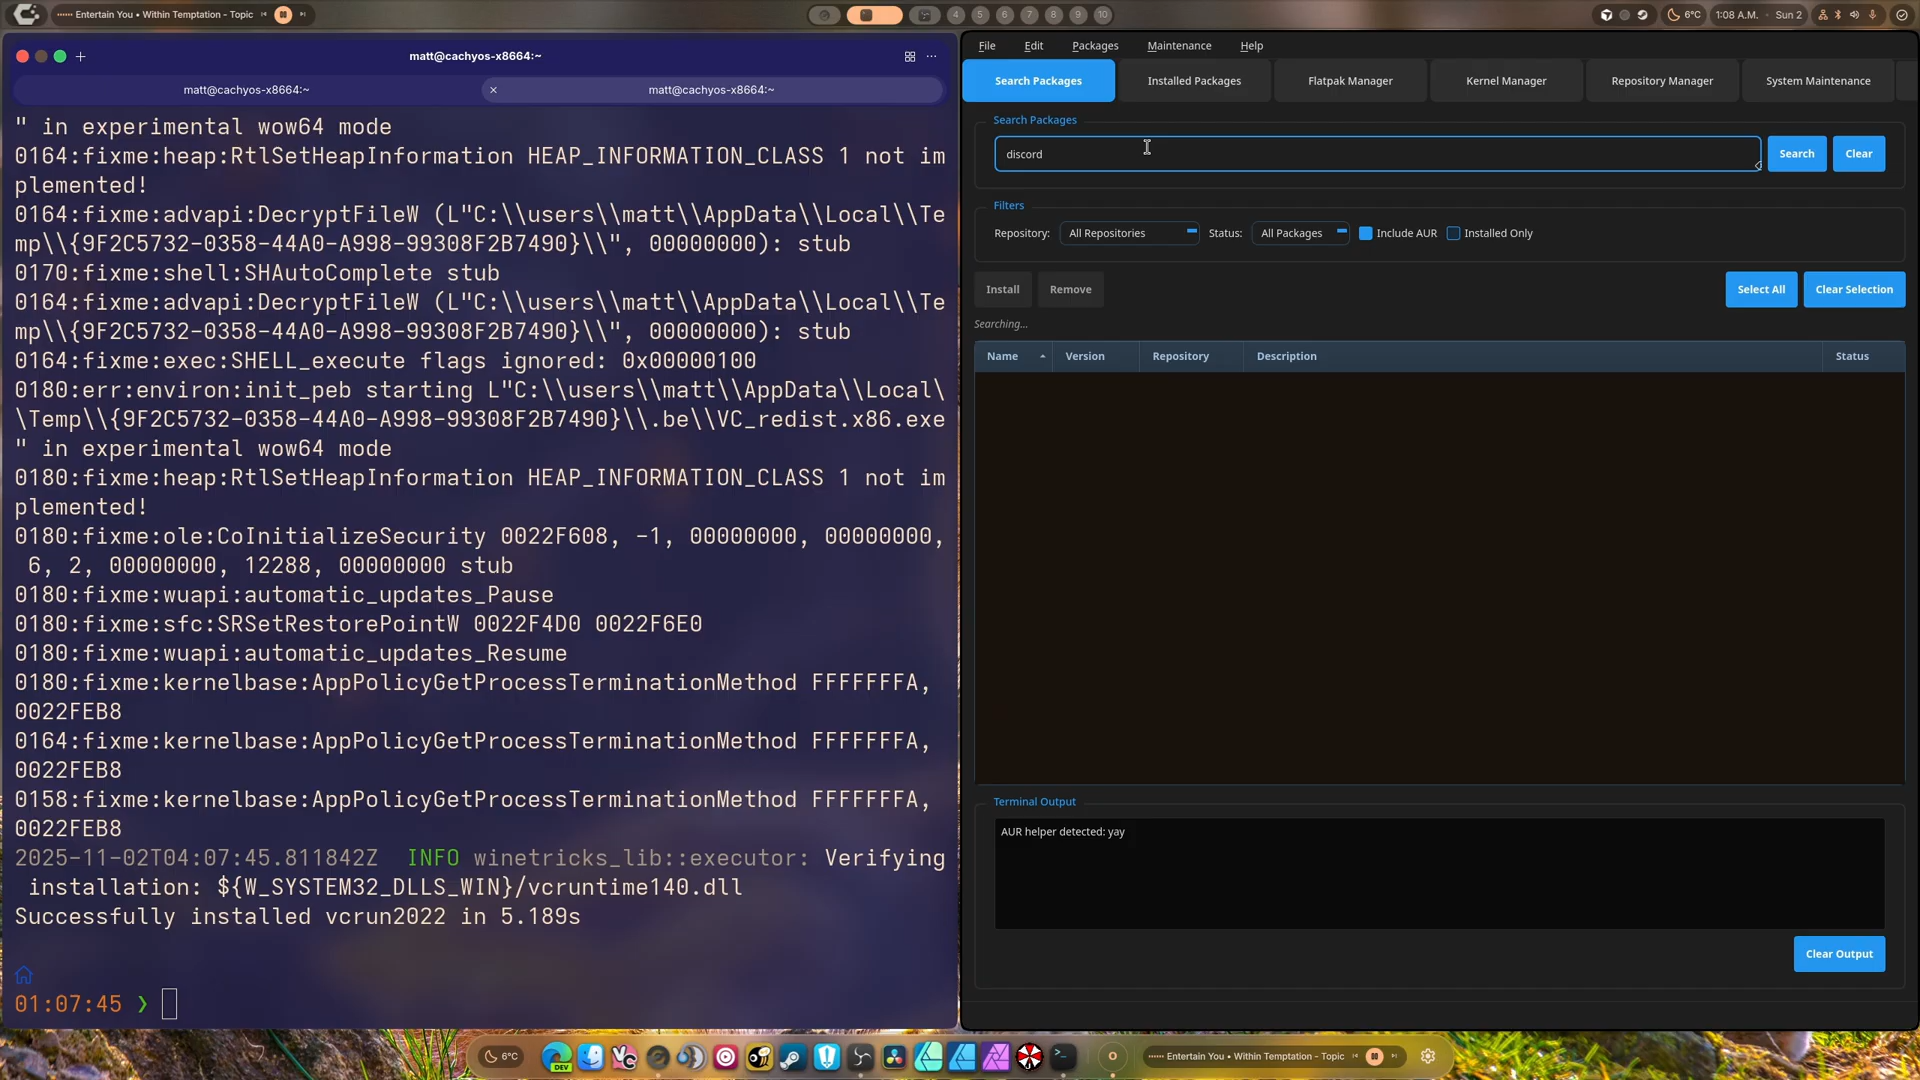 Entertain You • Within Temptation - Topic
4 5 6 7 8 9 10
6°C
1:08 A.M. · Sun 2
matt@cachyos-x8664:~
matt@cachyos-x8664:~
matt@cachyos-x8664:~
" in experimental wow64 mode
0164:fixme:heap:RtlSetHeapInformation HEAP_INFORMATION_CLASS 1 not im
plemented!
0164:fixme:advapi:DecryptFileW (L"C:\\users\\matt\\AppData\\Local\\Te
mp\\{9F2C5732-0358-44A0-A998-99308F2B7490}\\", 00000000): stub
0170:fixme:shell:SHAutoComplete stub
0164:fixme:advapi:DecryptFileW (L"C:\\users\\matt\\AppData\\Local\\Te
mp\\{9F2C5732-0358-44A0-A998-99308F2B7490}\\", 00000000): stub
0164:fixme:exec:SHELL_execute flags ignored: 0x00000100
0180:err:environ:init_peb starting L"C:\\users\\matt\\AppData\\Local\
\Temp\\{9F2C5732-0358-44A0-A998-99308F2B7490}\\.be\\VC_redist.x86.exe
" in experimental wow64 mode
0180:fixme:heap:RtlSetHeapInformation HEAP_INFORMATION_CLASS 1 not im
plemented!
0180:fixme:ole:CoInitializeSecurity 0022F608, -1, 00000000, 00000000,
6, 2, 00000000, 12288, 00000000 stub
0180:fixme:wuapi:automatic_updates_Pause
0180:fixme:sfc:SRSetRestorePointW 0022F4D0 0022F6E0
0180:fixme:wuapi:automatic_updates_Resume
0180:fixme:kernelbase:AppPolicyGetProcessTerminationMethod FFFFFFFA,
0022FEB8
0164:fixme:kernelbase:AppPolicyGetProcessTerminationMethod FFFFFFFA,
0022FEB8
0158:fixme:kernelbase:AppPolicyGetProcessTerminationMethod FFFFFFFA,
0022FEB8
2025-11-02T04:07:45.811842Z INFO winetricks_lib::executor: Verifying
installation: ${W_SYSTEM32_DLLS_WIN}/vcruntime140.dll
Successfully installed vcrun2022 in 5.189s
01:07:45 ❯
File Edit Packages Maintenance Help
Search Packages Installed Packages Flatpak Manager Kernel Manager Repository Manager System Maintenance
Search Packages
discord Search Clear
Filters
Repository: All Repositories Status: All Packages Include AUR Installed Only
Install Remove Select All Clear Selection
Searching...
Name Version Repository Description Status
Terminal Output
AUR helper detected: yay
Clear Output
6°C
DEV
Entertain You • Within Temptation - Topic